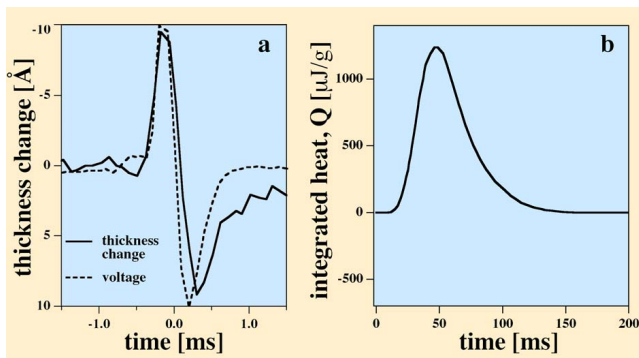 a
thickness change [Å]
-10
-5
0
5
10
thickness
change
voltage
-1.0
0.0
1.0
time [ms]
b
integrated heat, Q [µJ/g]
1000
500
0
-500
0
50
100
150
200
time [ms]